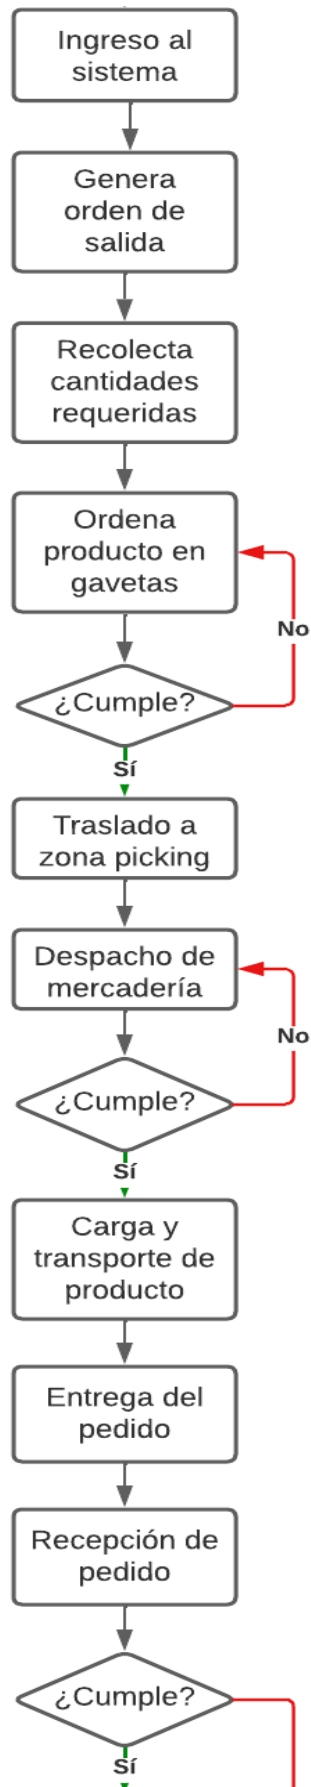 Ingreso al
sistema
Genera
orden de
salida
Recolecta
cantidades
requeridas
Ordena
producto en
gavetas
No
¿Cumple?
Sí
Traslado a
zona picking
Despacho de
mercadería
No
¿Cumple?
Sí
Carga y
transporte de
producto
Entrega del
pedido
Recepción de
pedido
¿Cumple?
Sí